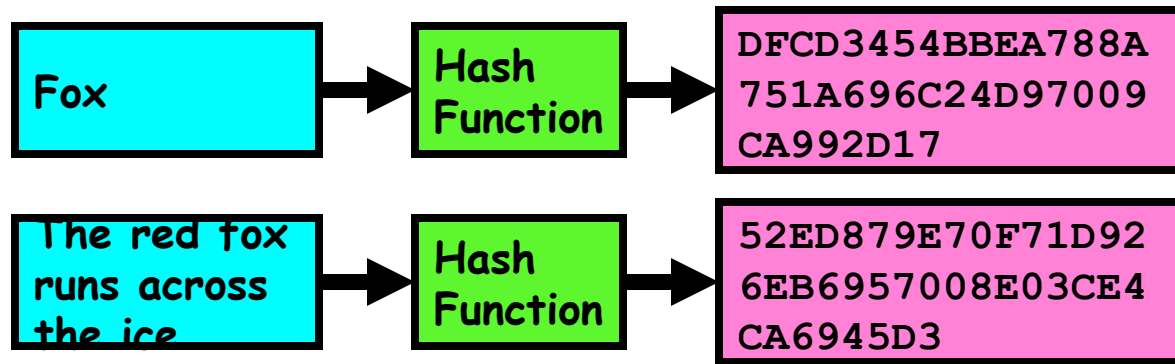 Fox
Hash
Function
DFCD3454BBEA788A
751A696C24D97009
CA992D17
The red fox
runs across
the ice
Hash
Function
52ED879E70F71D92
6EB6957008E03CE4
CA6945D3